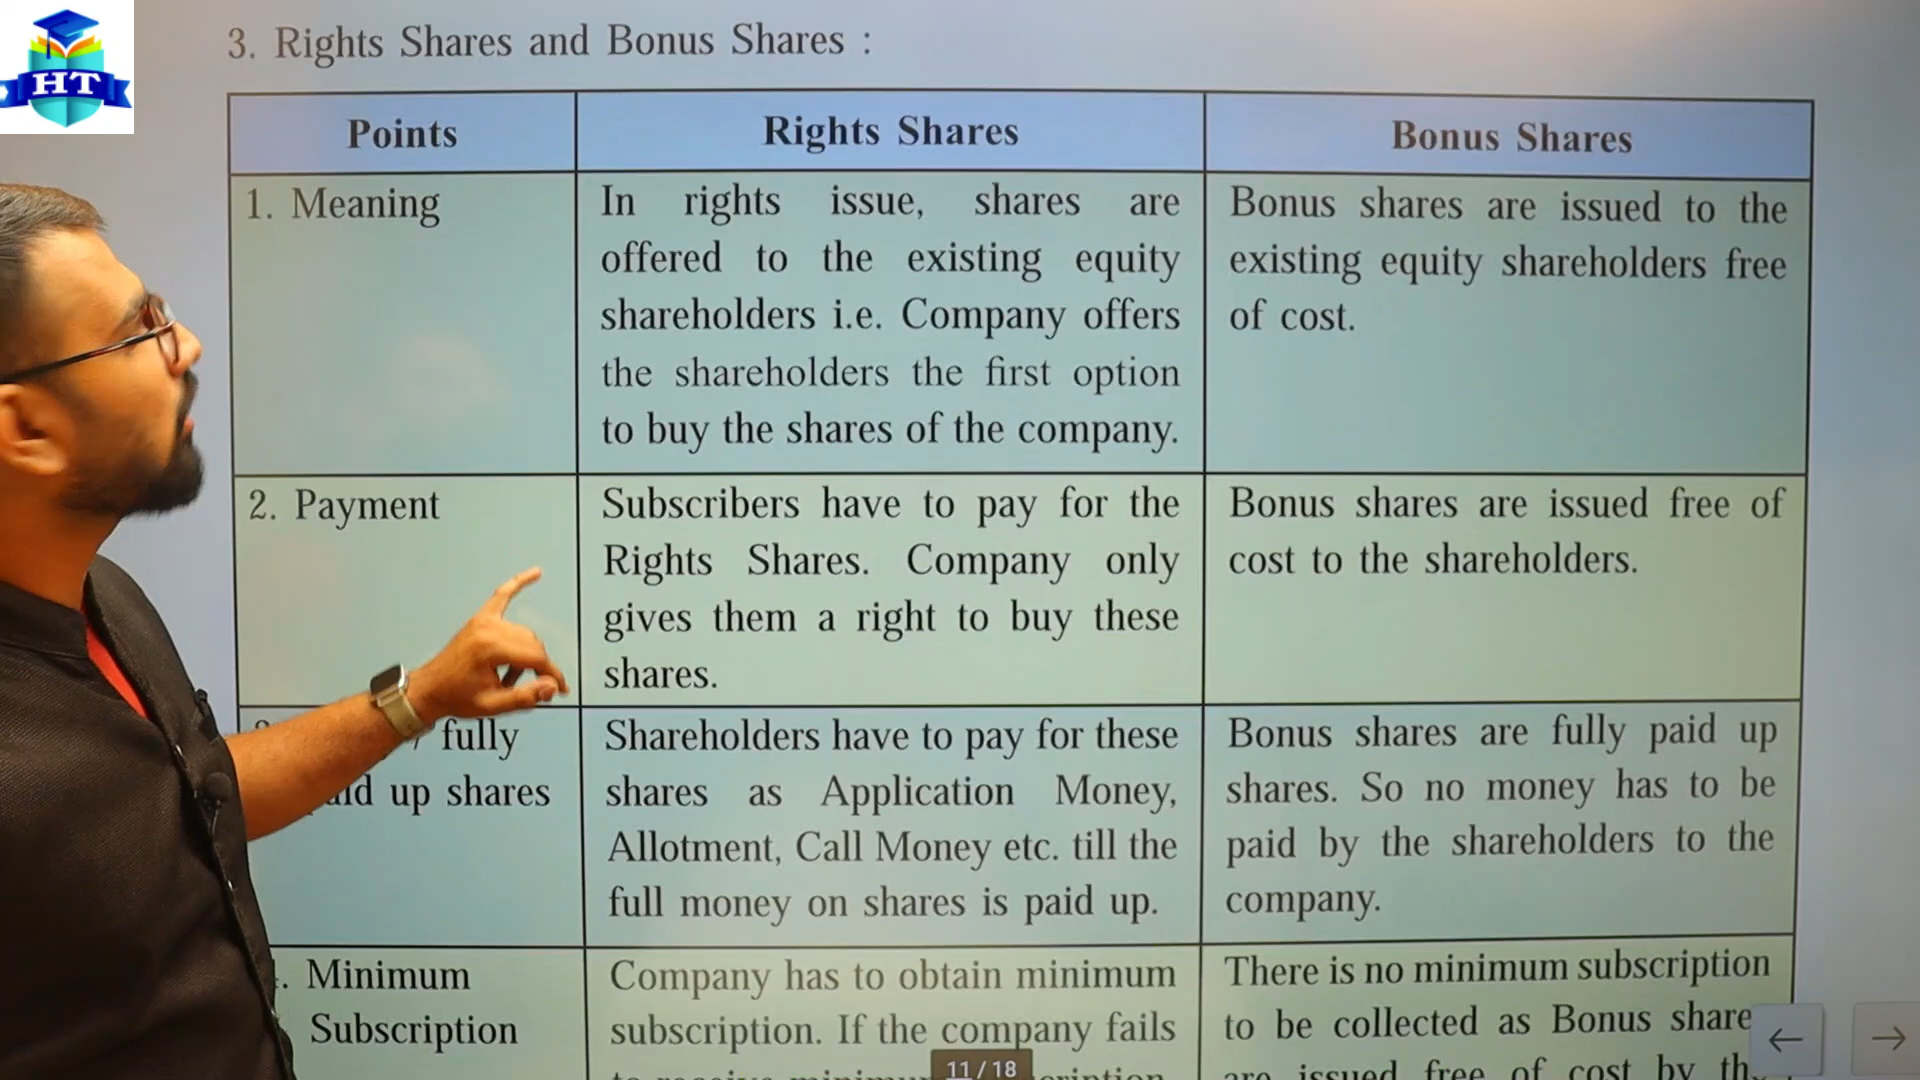 HT
3. Rights Shares and Bonus Shares :
Points
Rights Shares
Bonus Shares
1. Meaning
In rights issue, shares are
offered to the existing equity
shareholders i.e. Company offers
the shareholders the first option
to buy the shares of the company.
Bonus shares are issued to the
existing equity shareholders free
of cost.
2. Payment
Subscribers have to pay for the
Rights Shares. Company only
gives them a right to buy these
shares.
Bonus shares are issued free of
cost to the shareholders.
fully
up shares
Shareholders have to pay for these
shares as Application Money,
Allotment, Call Money etc. till the
full money on shares is paid up.
Bonus shares are fully paid up
shares. So no money has to be
paid by the shareholders to the
company.
Minimum
Subscription
Company has to obtain minimum
subscription. If the company fails
There is no minimum subscription
to be collected as Bonus share
are issued free of cost by
11 / 18